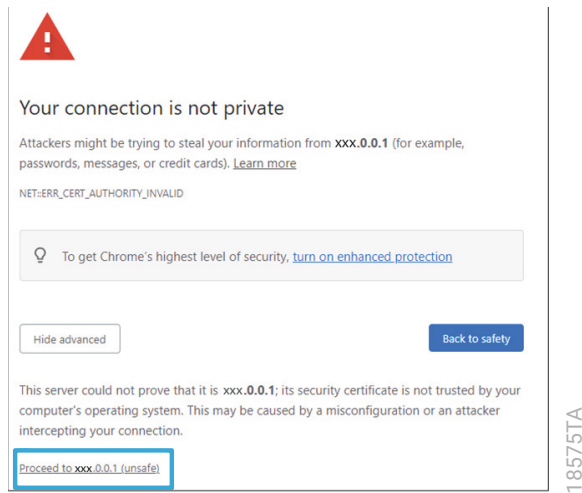 Your connection is not private
Attackers might be trying to steal your information from xxx.0.0.1 (for example,
passwords, messages, or credit cards). Learn more
NET::ERR_CERT_AUTHORITY_INVALID
To get Chrome's highest level of security, turn on enhanced protection
Hide advanced
Back to safety
This server could not prove that it is xxx.0.0.1; its security certificate is not trusted by your
computer's operating system. This may be caused by a misconfiguration or an attacker
intercepting your connection.
Proceed to xxx.0.0.1 (unsafe)
18575TA